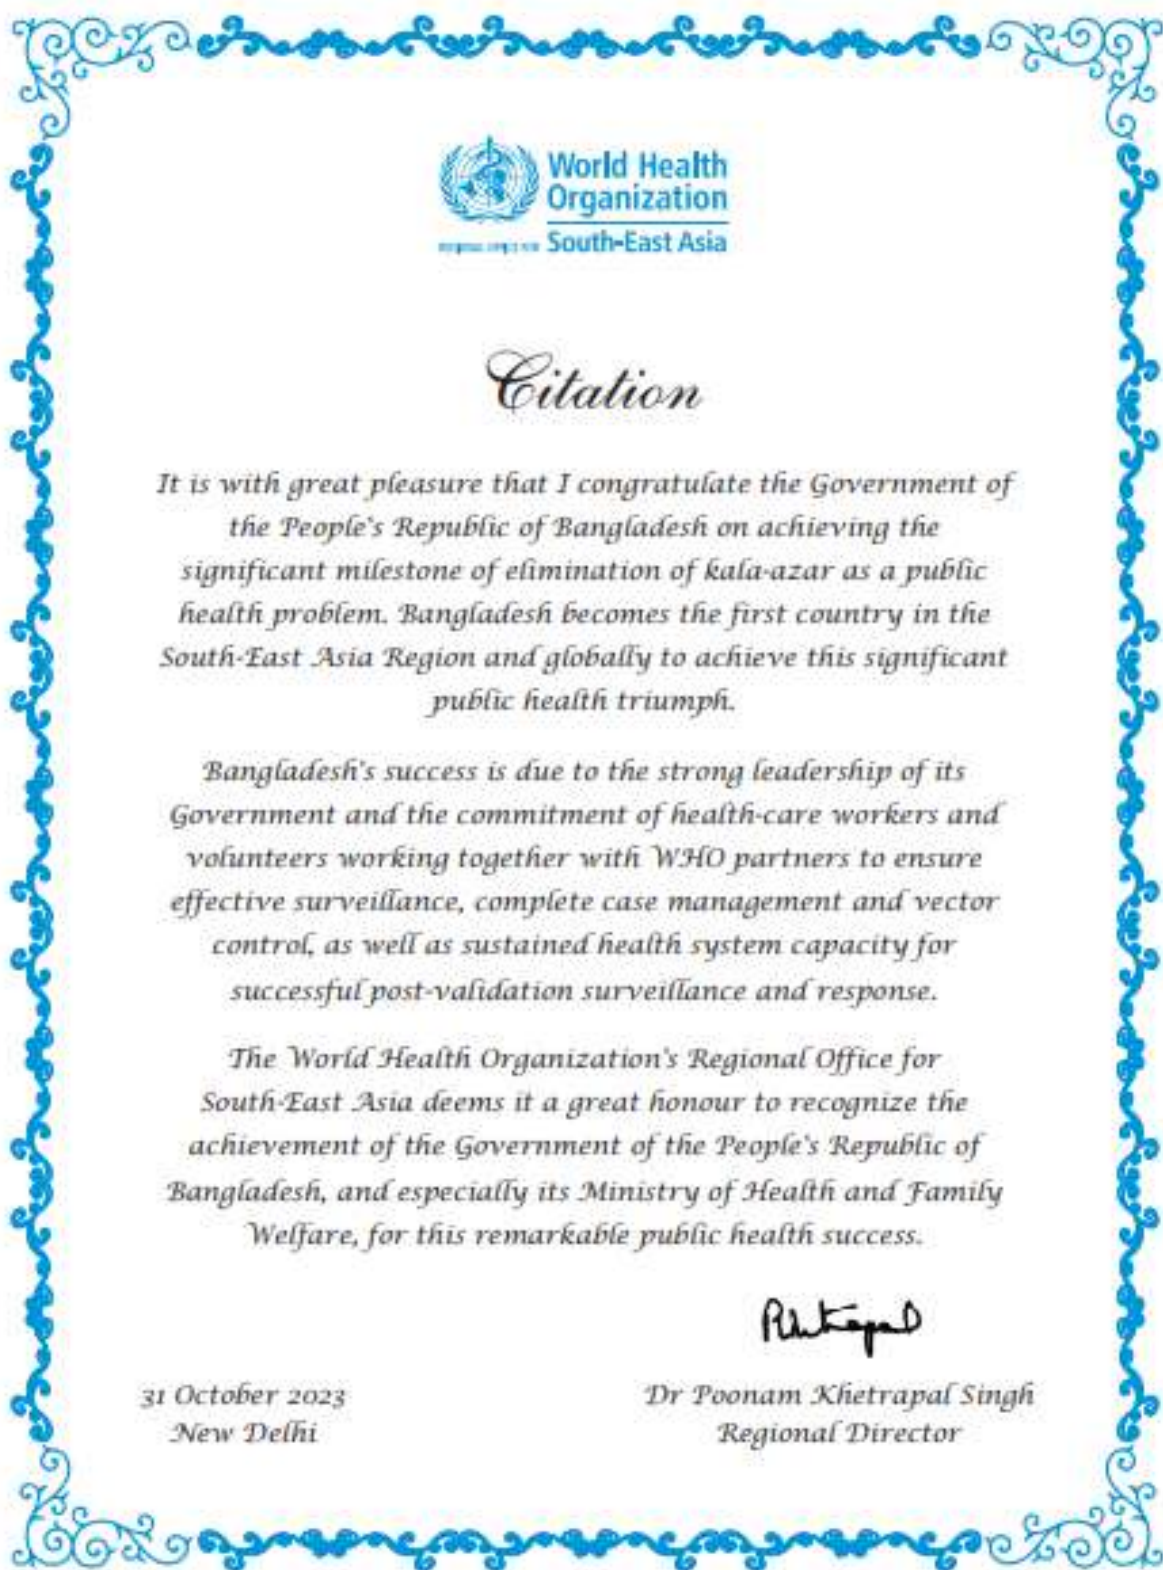 World Health
Organization
South-East Asia
Citation
It is with great pleasure that I congratulate the Government of
the People's Republic of Bangladesh on achieving the
significant milestone of elimination of kala-azar as a public
health problem. Bangladesh becomes the first country in the
South-East Asia Region and globally to achieve this significant
public health triumph.
Bangladesh's success is due to the strong leadership of its
Government and the commitment of health-care workers and
volunteers working together with WHO partners to ensure
effective surveillance, complete case management and vector
control, as well as sustained health system capacity for
successful post-validation surveillance and response.
The World Health Organization's Regional Office for
South-East Asia deems it a great honour to recognize the
achievement of the Government of the People's Republic of
Bangladesh, and especially its Ministry of Health and Family
Welfare, for this remarkable public health success.
31 October 2023
New Delhi
Dr Poonam Khetrapal Singh
Regional Director